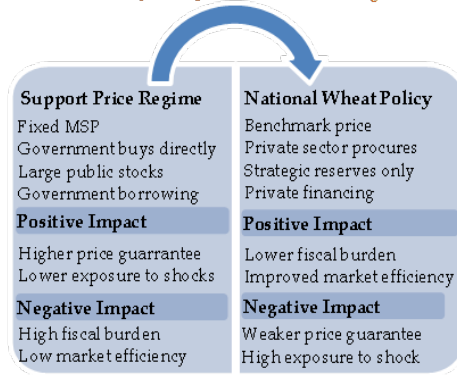 Support Price Regime
Fixed MSP
Government buys directly
Large public stocks
Government borrowing
Positive Impact
Higher price guarrantee
Lower exposure to shocks
Negative Impact
High fiscal burden
Low market efficiency
National Wheat Policy
Benchmark price
Private sector procures
Strategic reserves only
Private financing
Positive Impact
Lower fiscal burden
Improved market efficiency
Negative Impact
Weaker price guarantee
High exposure to shock